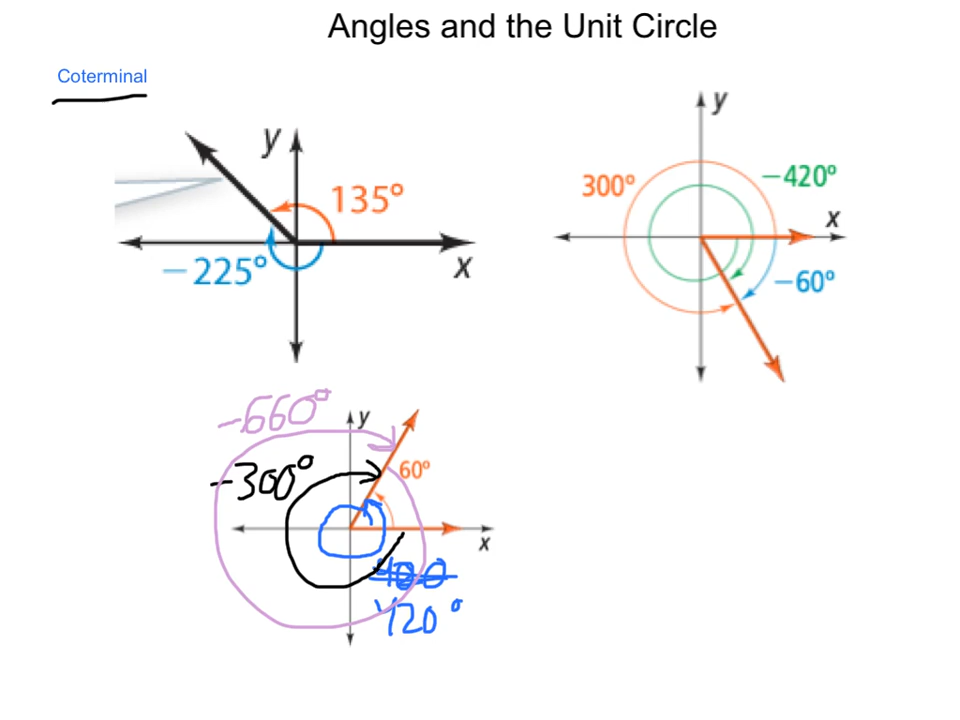 Angles and the Unit Circle
Coterminal
y
135°
-225°
x
y
300°
-420°
x
-60°
-660°
y
-300°
60°
x
400
420°